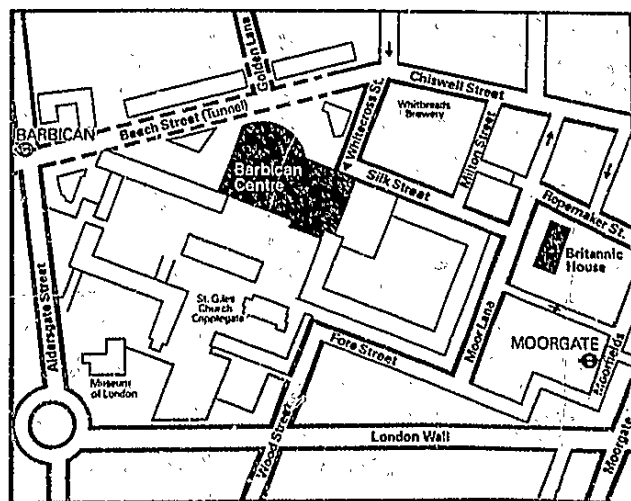 Golden Lane
Chiswell Street
Beech Street (Tunnel)
BARBICAN
Whitecross St.
Whitbreads
Brewery
Milton Street
Barbican
Centre
Silk Street
Ropemaker St.
Britannic
House
Aldersgate Street
St. Giles
Church
Cripplegate
Fore Street
Moor Lane
MOORGATE
Moorfields
Museum
of London
Wood Street
London Wall
Moorgate